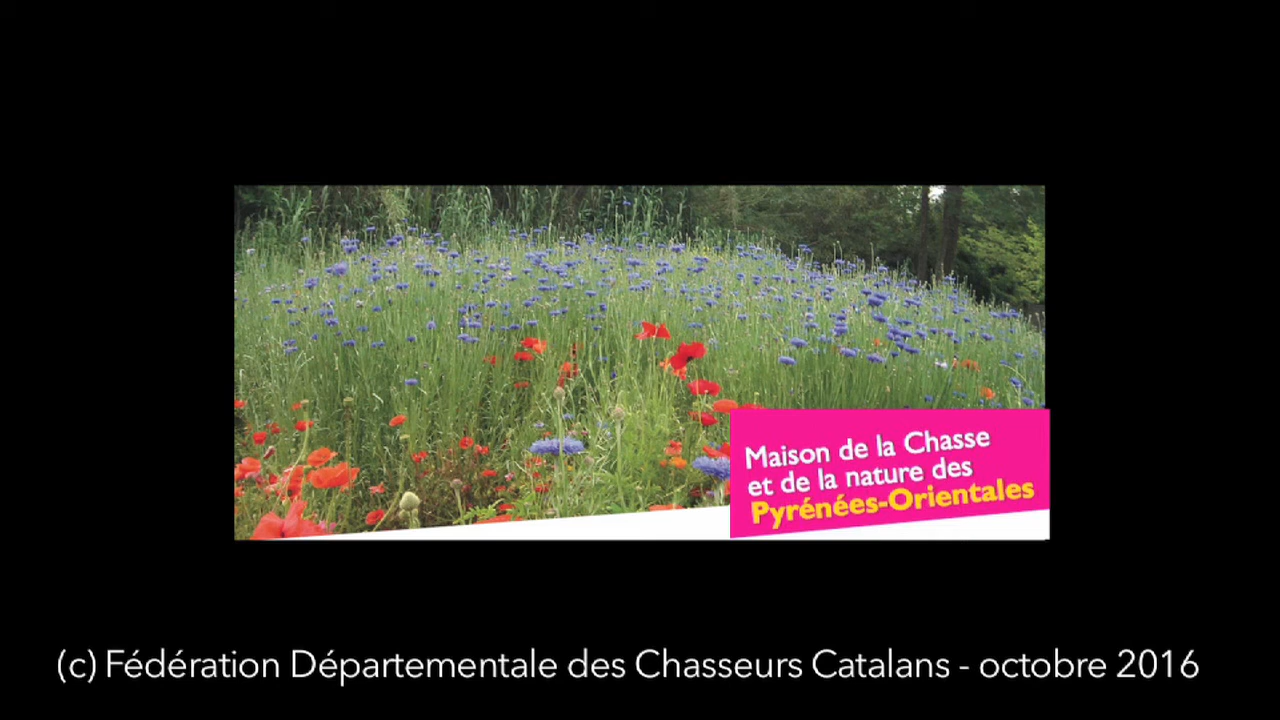 Maison de la Chasse
et de la nature des
Pyrénées-Orientales
(c) Fédération Départementale des Chasseurs Catalans - octobre 2016